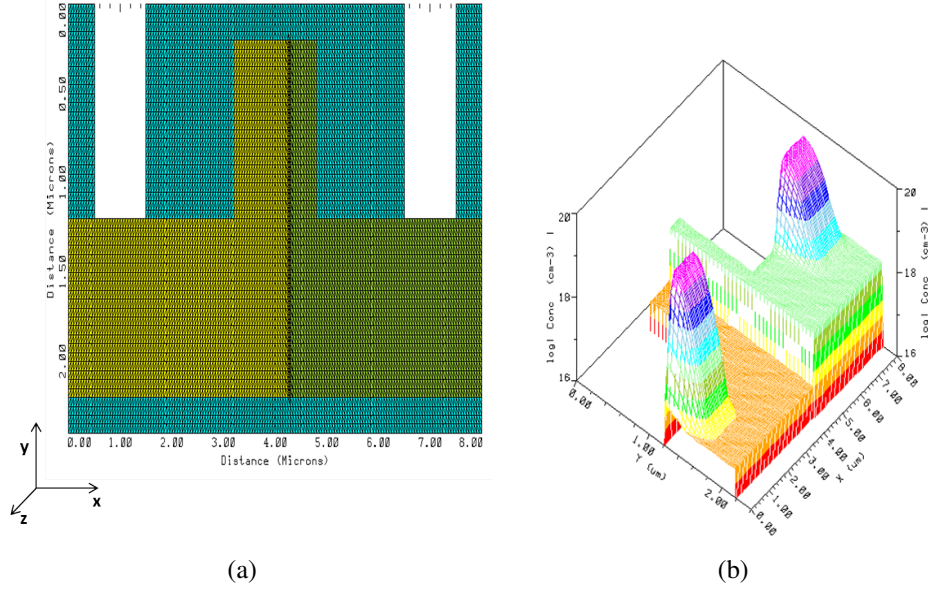 0.00
0.50
1.00
1.50
2.00
Distance (Microns)
0.00 1.00 2.00 3.00 4.00 5.00 6.00 7.00 8.00
Distance (Microns)
y
x
z
20
18
16
log| Conc (cm-3) |
20
18
16
log| Conc (cm-3) |
0.00
1.00
2.00
Y (um)
0.00
1.00
2.00
3.00
4.00
5.00
6.00
7.00
8.00
X (um)
(a)
(b)